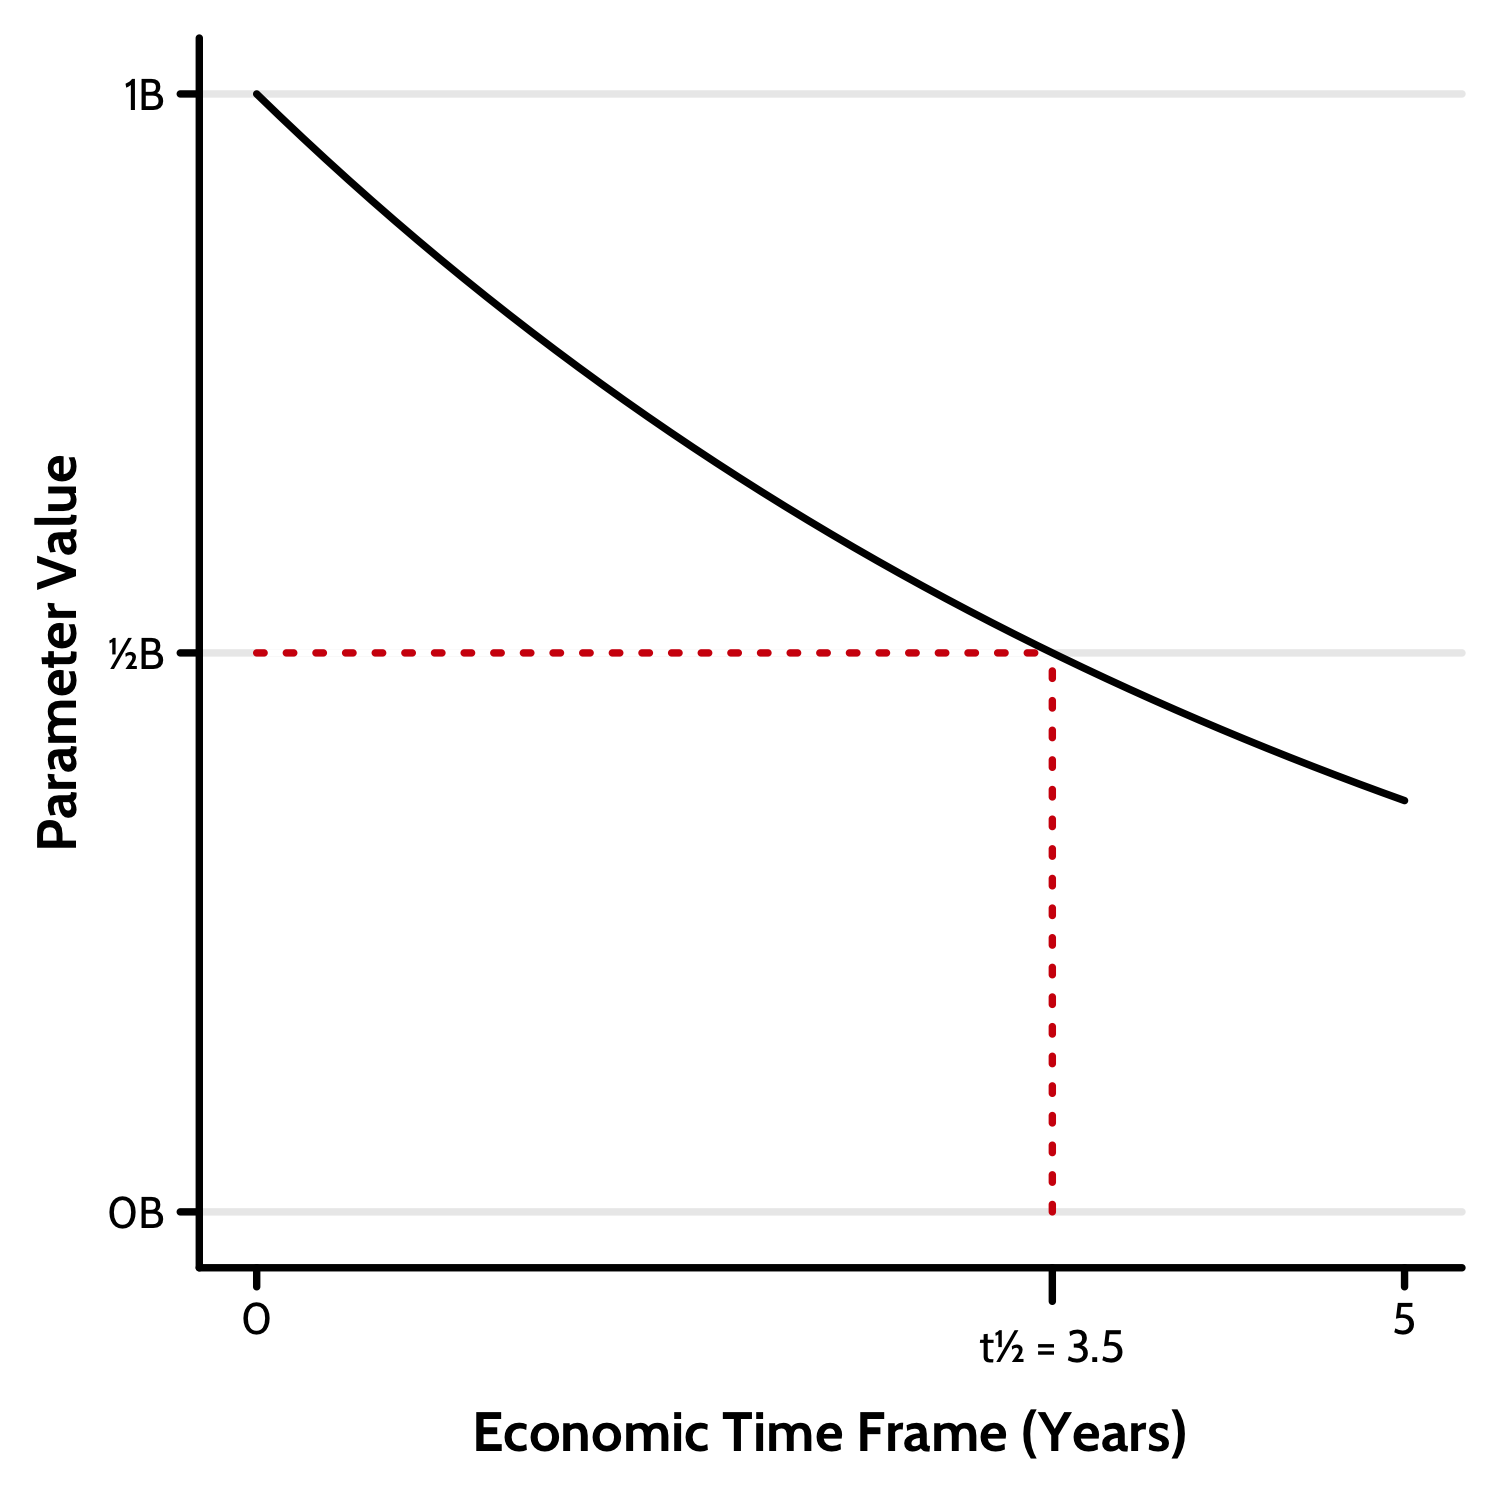 1B
½B
0B
Parameter Value
0
t½ = 3.5
5
Economic Time Frame (Years)